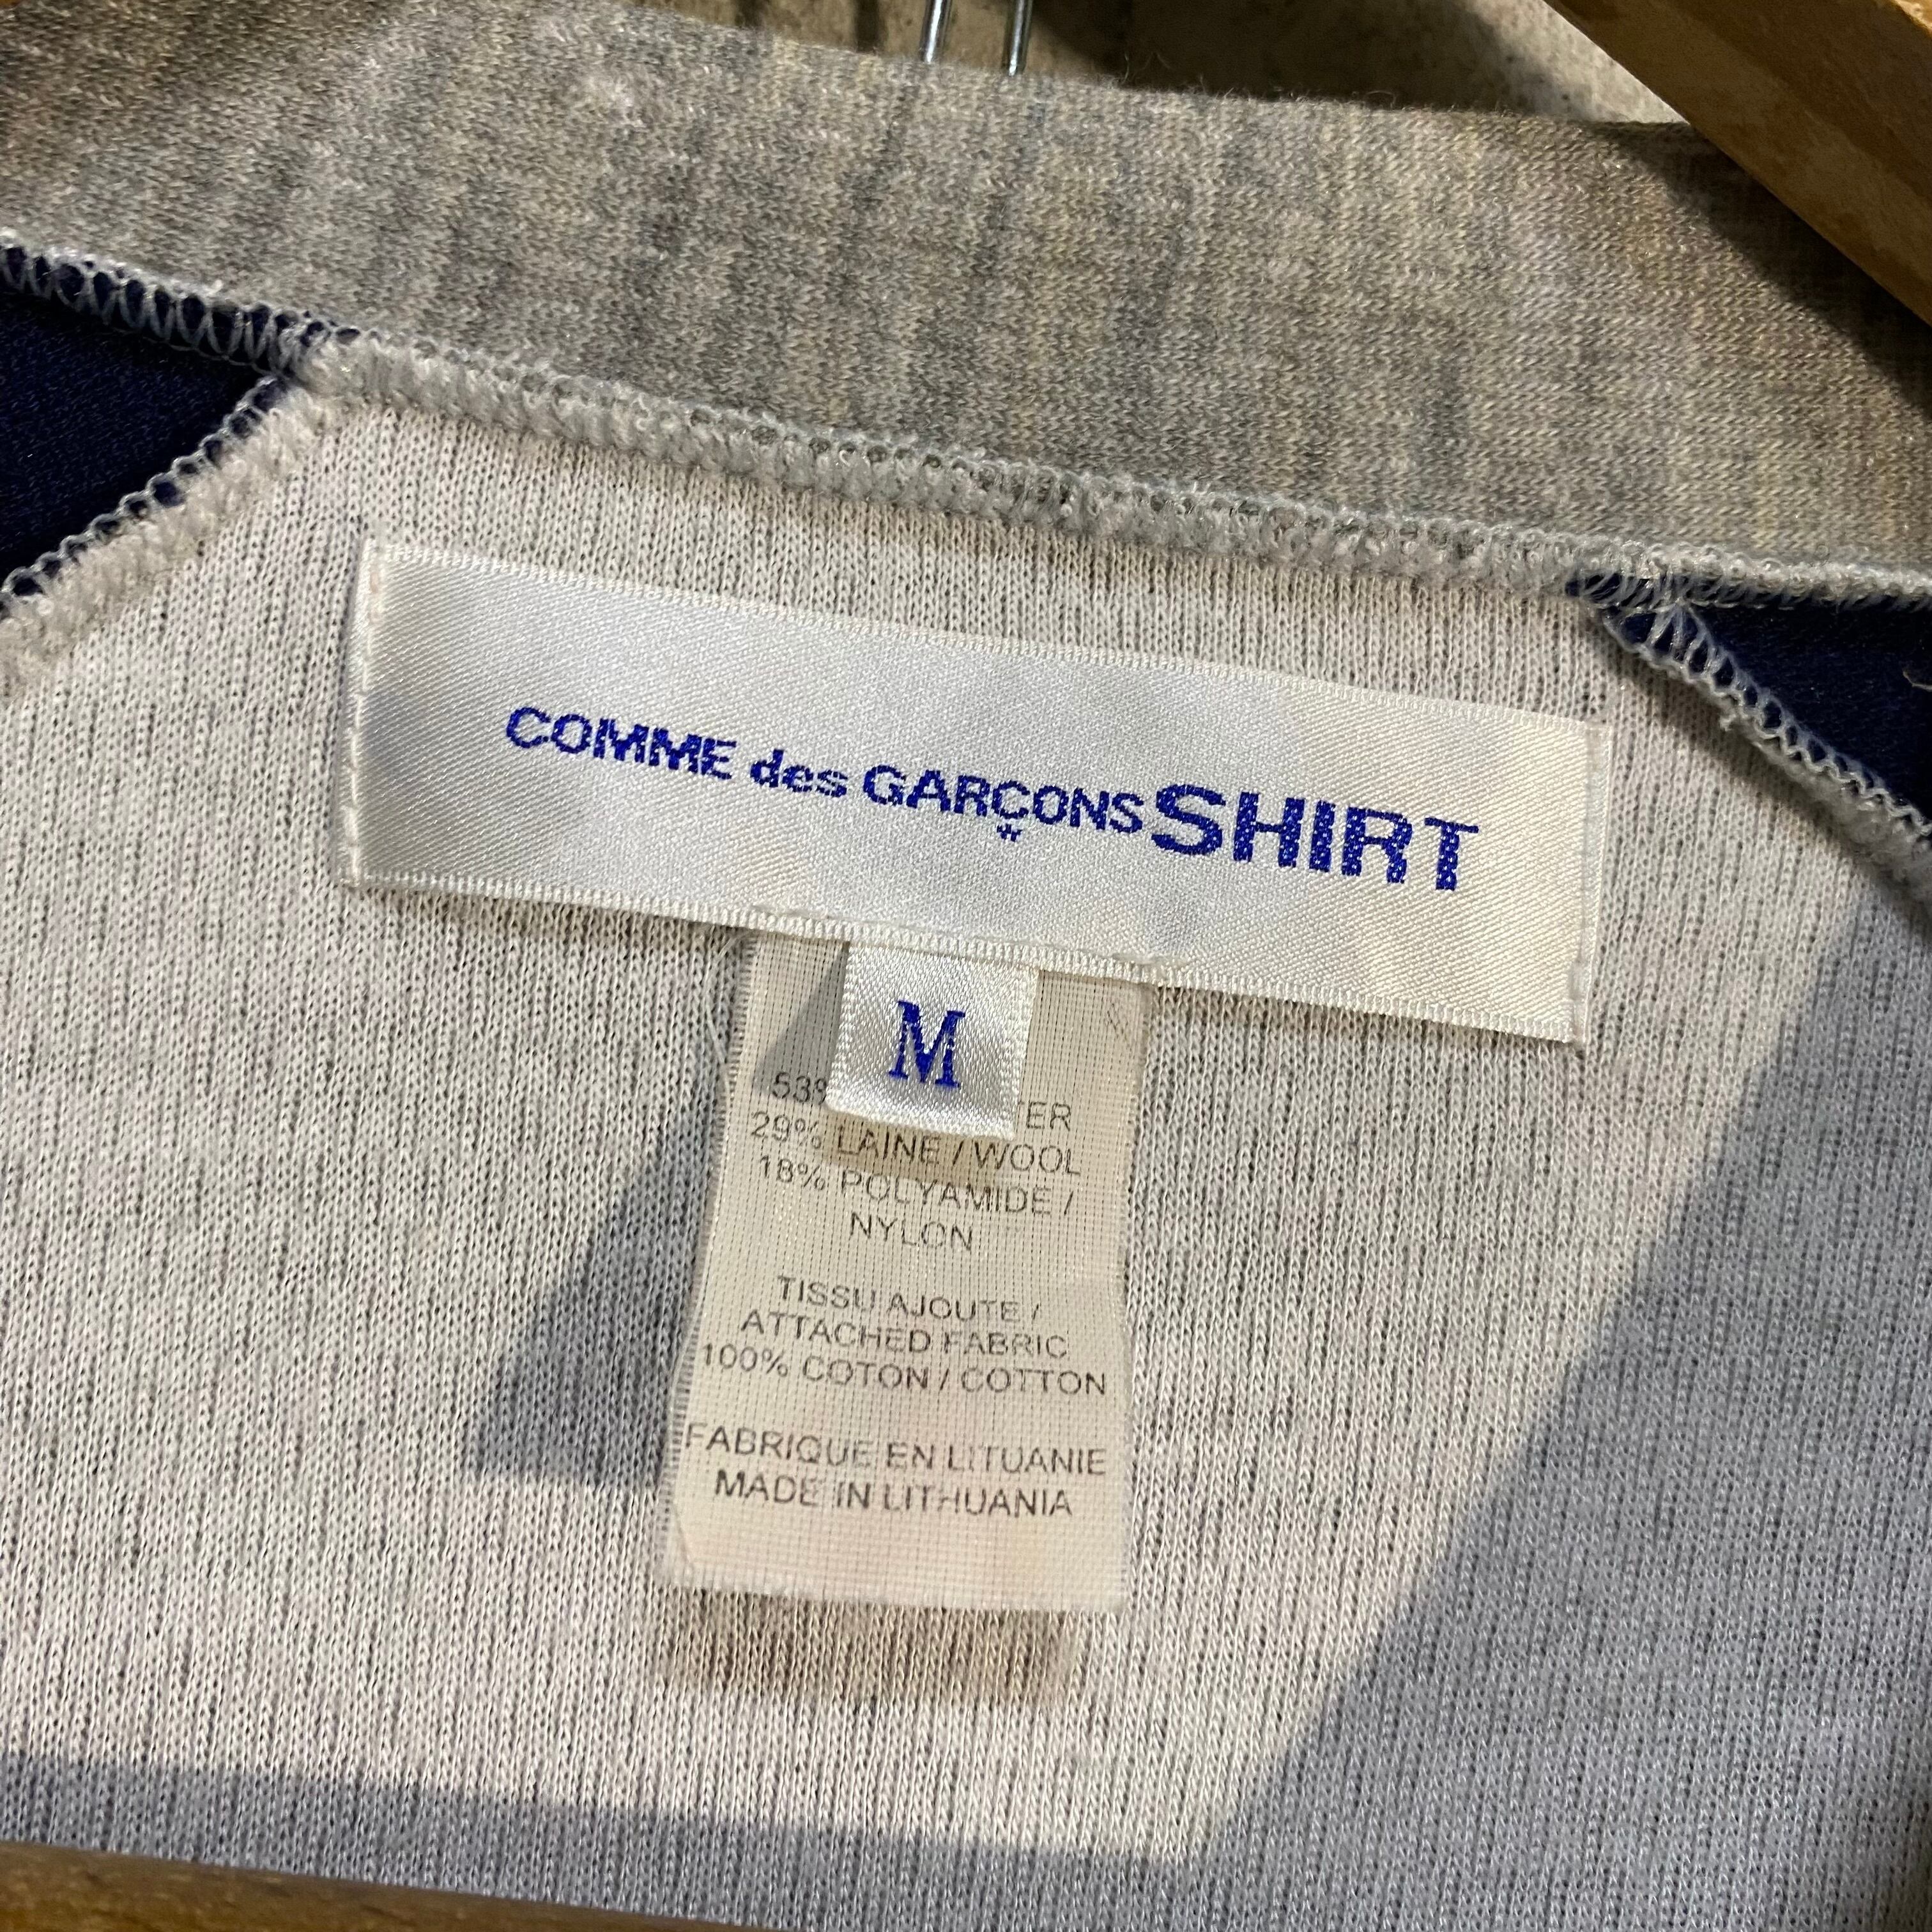 COMME des GARÇONS SHIRT
*
M
53%
29% LAINE / WOOL
18% POLYAMIDE /
NYLON
TISSU AJOUTE /
ATTACHED FABRIC
100% COTON / COTTON
FABRIQUE EN LITUANIE
MADE IN LITHUANIA